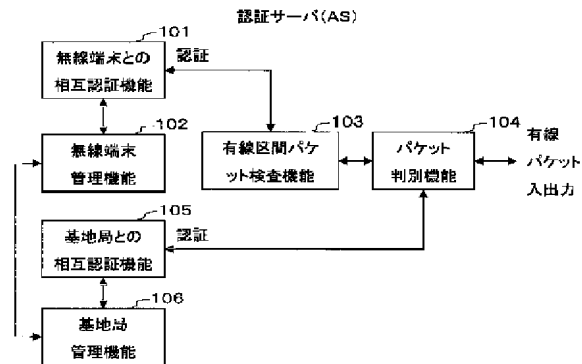 認証サーバ(AS)
101
無線端末との
相互認証機能
認証
102
無線端末
管理機能
103
有線区間パケ
ット検査機能
104
パケット
判別機能
有線
パケット
入出力
105
基地局との
相互認証機能
認証
106
基地局
管理機能